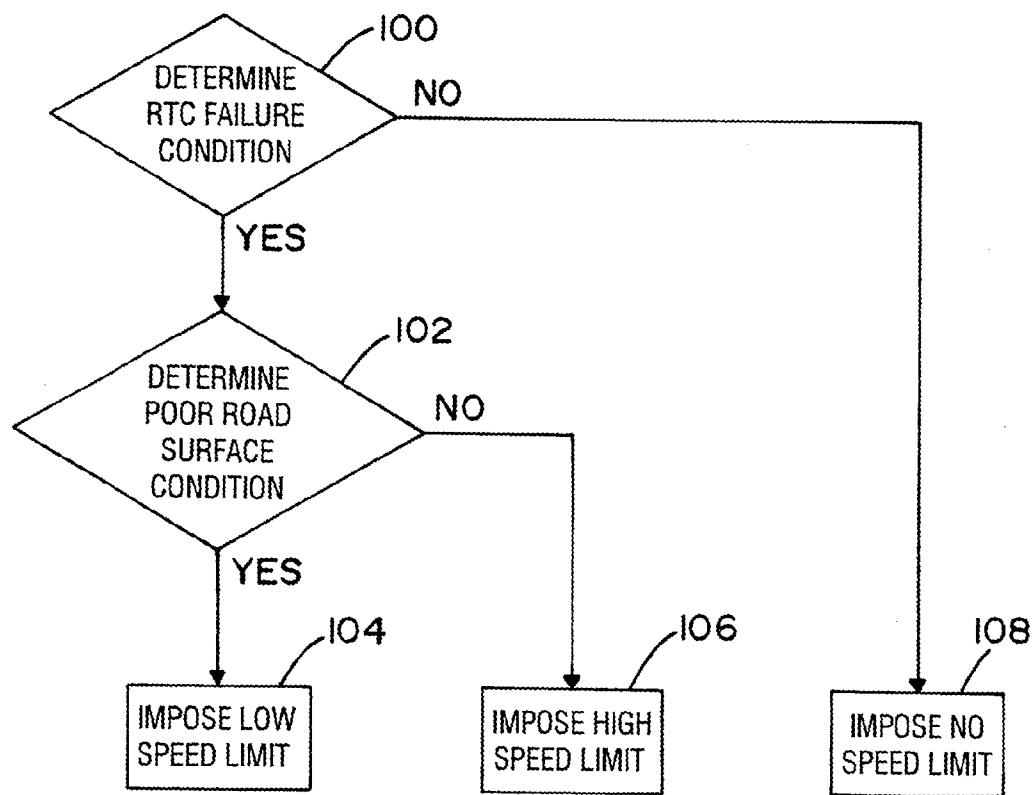 100
DETERMINE
RTC FAILURE
CONDITION
NO
YES
102
DETERMINE
POOR ROAD
SURFACE
CONDITION
NO
YES
104
IMPOSE LOW
SPEED LIMIT
106
IMPOSE HIGH
SPEED LIMIT
108
IMPOSE NO
SPEED LIMIT